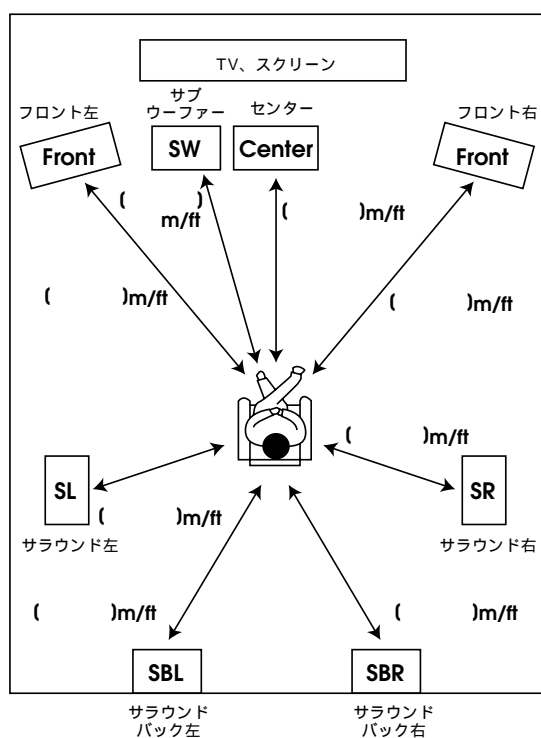 TV、スクリーン
フロント左
サブ
ウーファー
センター
フロント右
Front
SW
Center
Front
(          )
m/ft
(          )m/ft
(          )m/ft
(          )m/ft
(          )m/ft
SL
SR
(          )m/ft
サラウンド左
サラウンド右
(          )m/ft
(          )m/ft
SBL
SBR
サラウンド
バック左
サラウンド
バック右